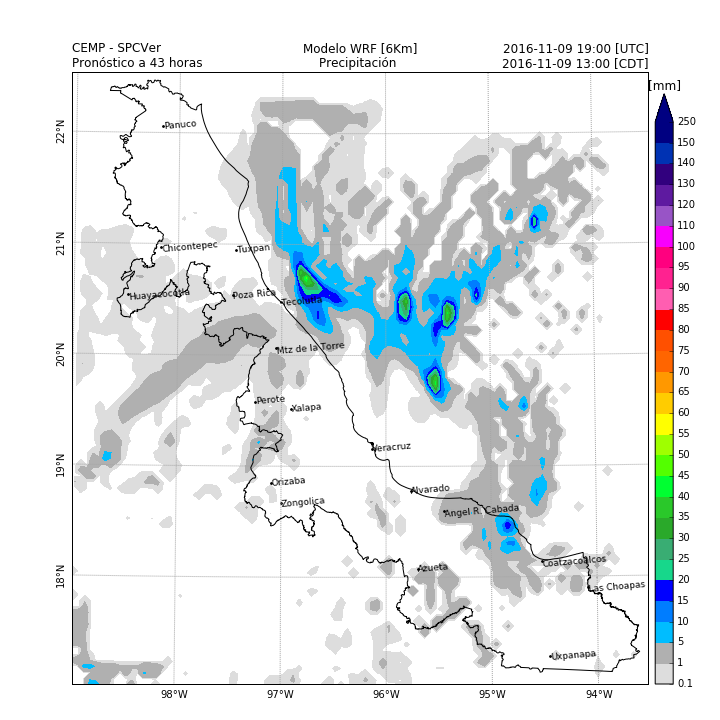 CEMP - SPCVer
Modelo WRF [6Km]
2016-11-09 19:00 [UTC]
Pronóstico a 43 horas
Precipitación
2016-11-09 13:00 [CDT]
[mm]
250
150
140
130
120
110
100
95
90
85
80
75
70
65
60
55
50
45
40
35
30
25
20
15
10
5
1
0.1
22°N
21°N
20°N
19°N
18°N
98°W
97°W
96°W
95°W
94°W
Panuco
Chicontepec
Tuxpan
Huayacocotla
Poza Rica
Tecolutla
Mtz de la Torre
Perote
Xalapa
Veracruz
Orizaba
Zongolica
Alvarado
Angel R. Cabada
Azueta
Coatzacoalcos
Las Choapas
Uxpanapa